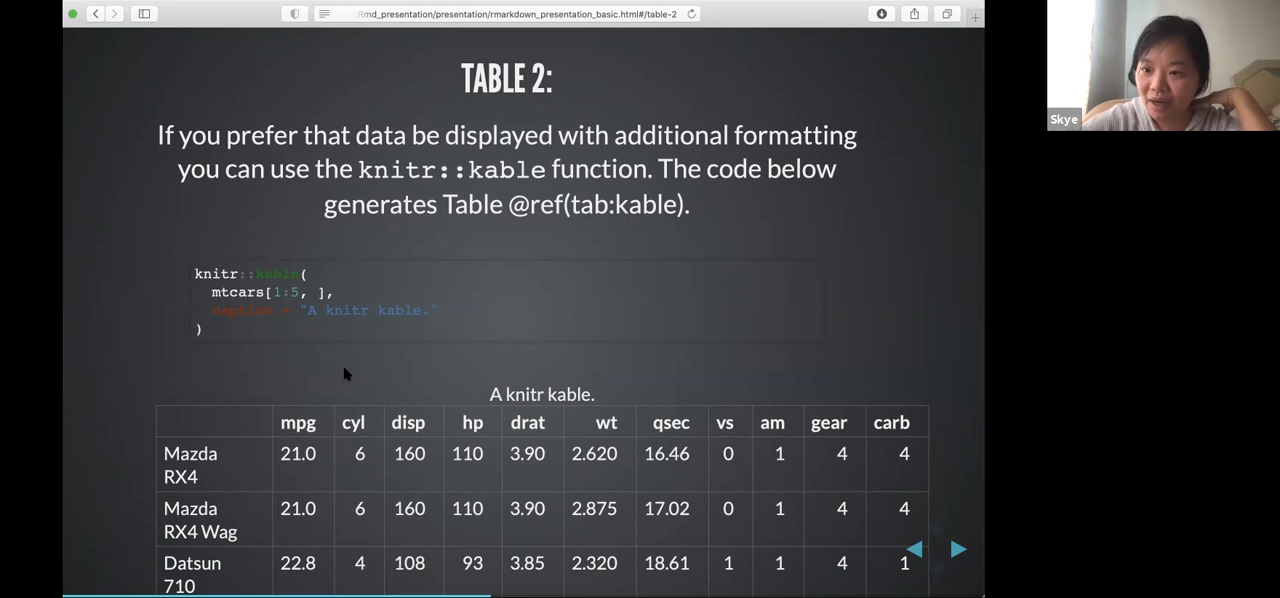 Rmd_presentation/presentation/rmarkdown_presentation_basic.html#/table-2
Skye
TABLE 2:
If you prefer that data be displayed with additional formatting
you can use the knitr::kable function. The code below
generates Table @ref(tab:kable).
knitr::kable(
mtcars[1:5, ],
caption = "A knitr kable."
)
A knitr kable.
mpg cyl disp hp drat wt qsec vs am gear carb
Mazda RX4 21.0 6 160 110 3.90 2.620 16.46 0 1 4 4
Mazda RX4 Wag 21.0 6 160 110 3.90 2.875 17.02 0 1 4 4
Datsun 710 22.8 4 108 93 3.85 2.320 18.61 1 1 4 1